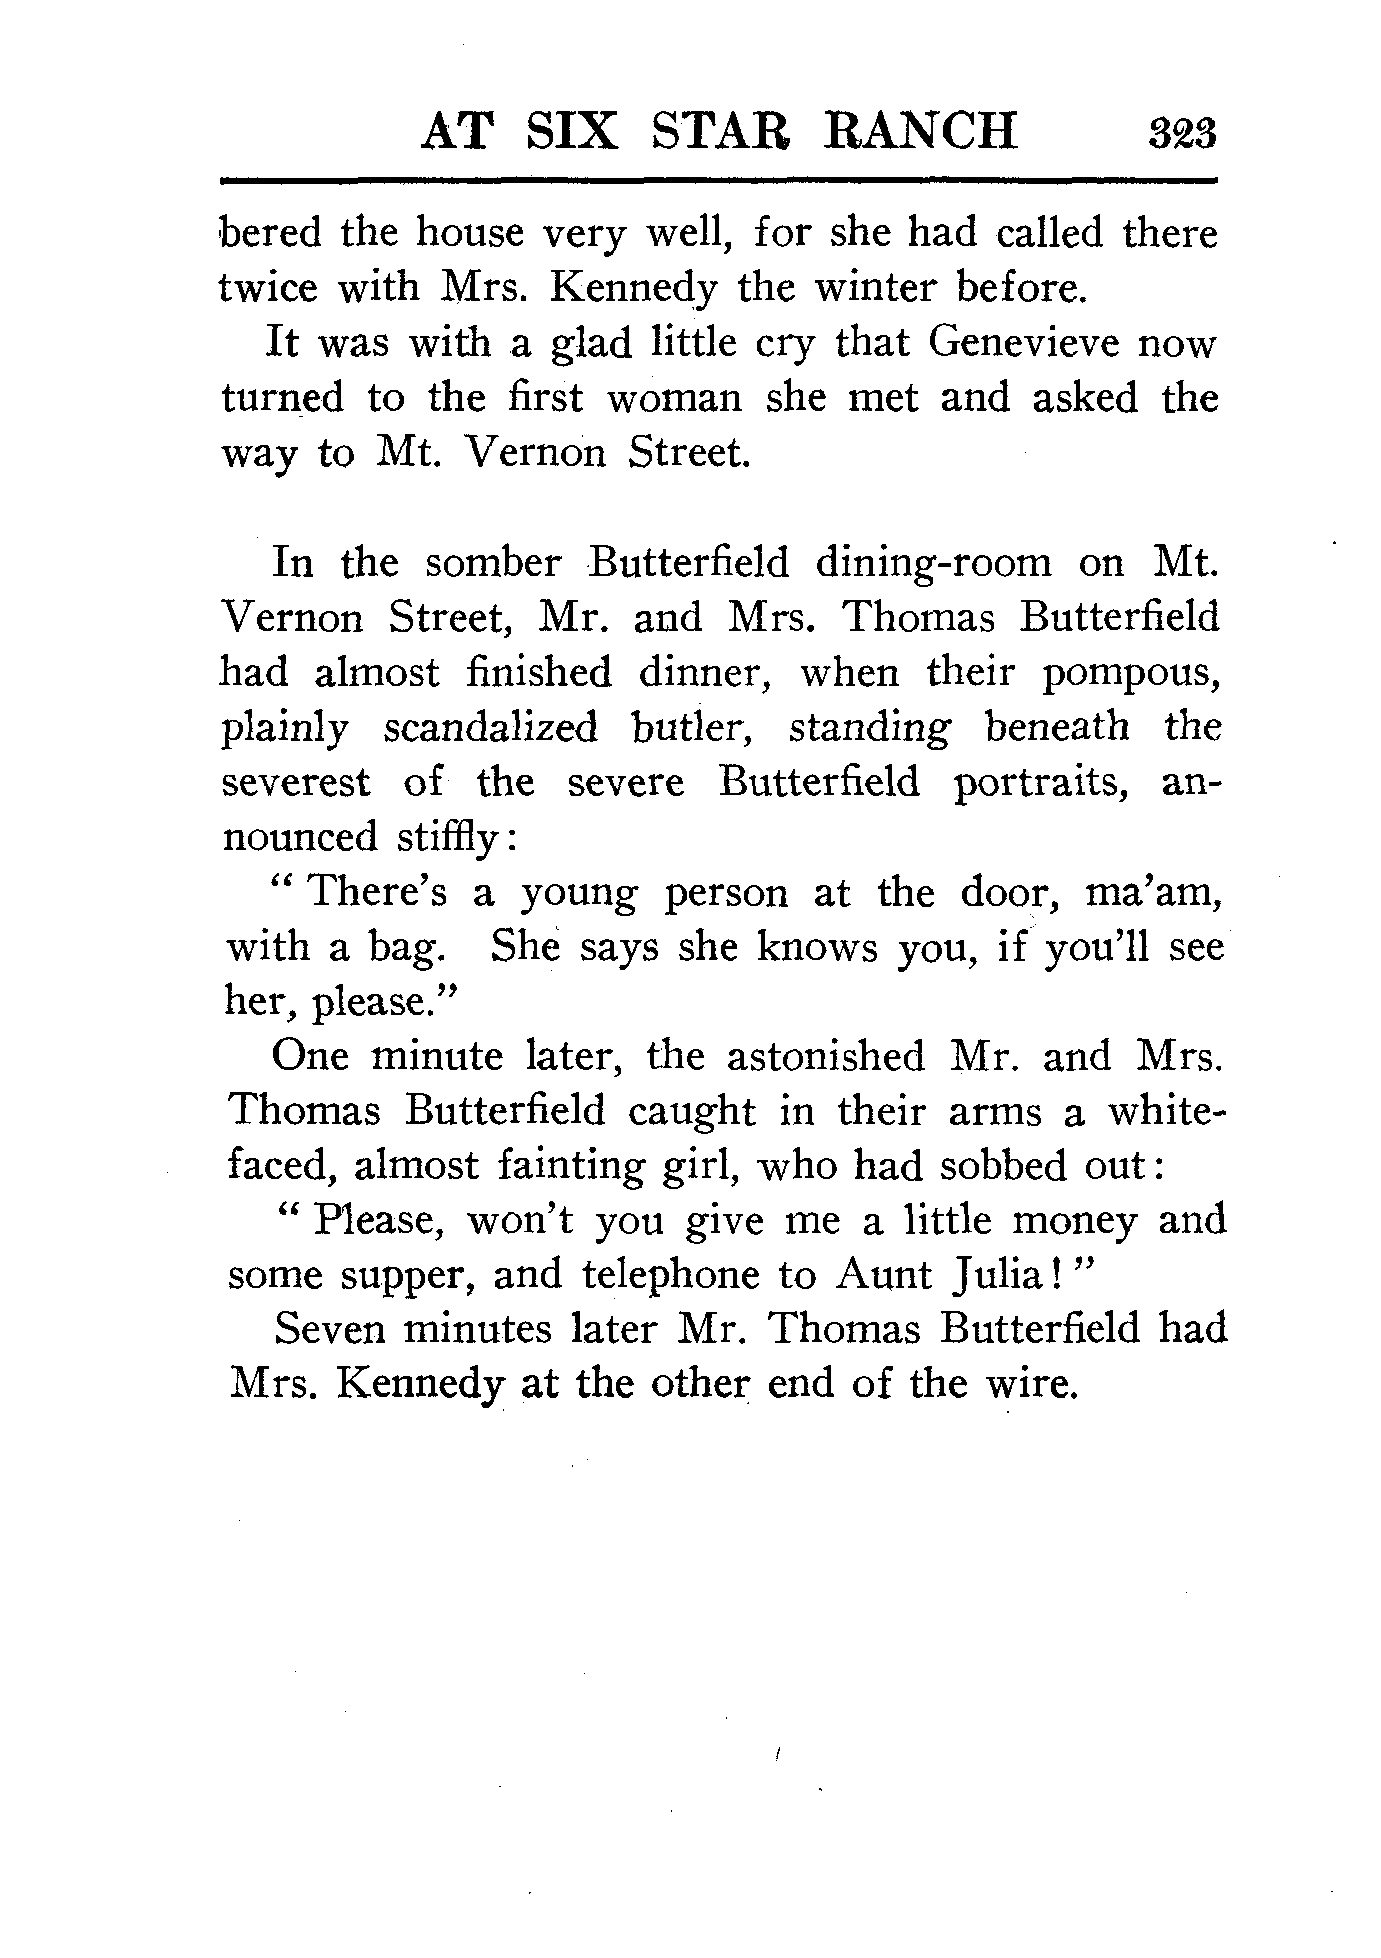 AT SIX STAR RANCH 323
bered the house very well, for she had called there
twice with Mrs. Kennedy the winter before.
It was with a glad little cry that Genevieve now
turned to the first woman she met and asked the
way to Mt. Vernon Street.
In the somber Butterfield dining-room on Mt.
Vernon Street, Mr. and Mrs. Thomas Butterfield
had almost finished dinner, when their pompous,
plainly scandalized butler, standing beneath the
severest of the severe Butterfield portraits, an-
nounced stiffly:
“ There’s a young person at the door, ma’am,
with a bag. She says she knows you, if you’ll see
her, please.”
One minute later, the astonished Mr. and Mrs.
Thomas Butterfield caught in their arms a white-
faced, almost fainting girl, who had sobbed out:
“ Please, won’t you give me a little money and
some supper, and telephone to Aunt Julia! ”
Seven minutes later Mr. Thomas Butterfield had
Mrs. Kennedy at the other end of the wire.